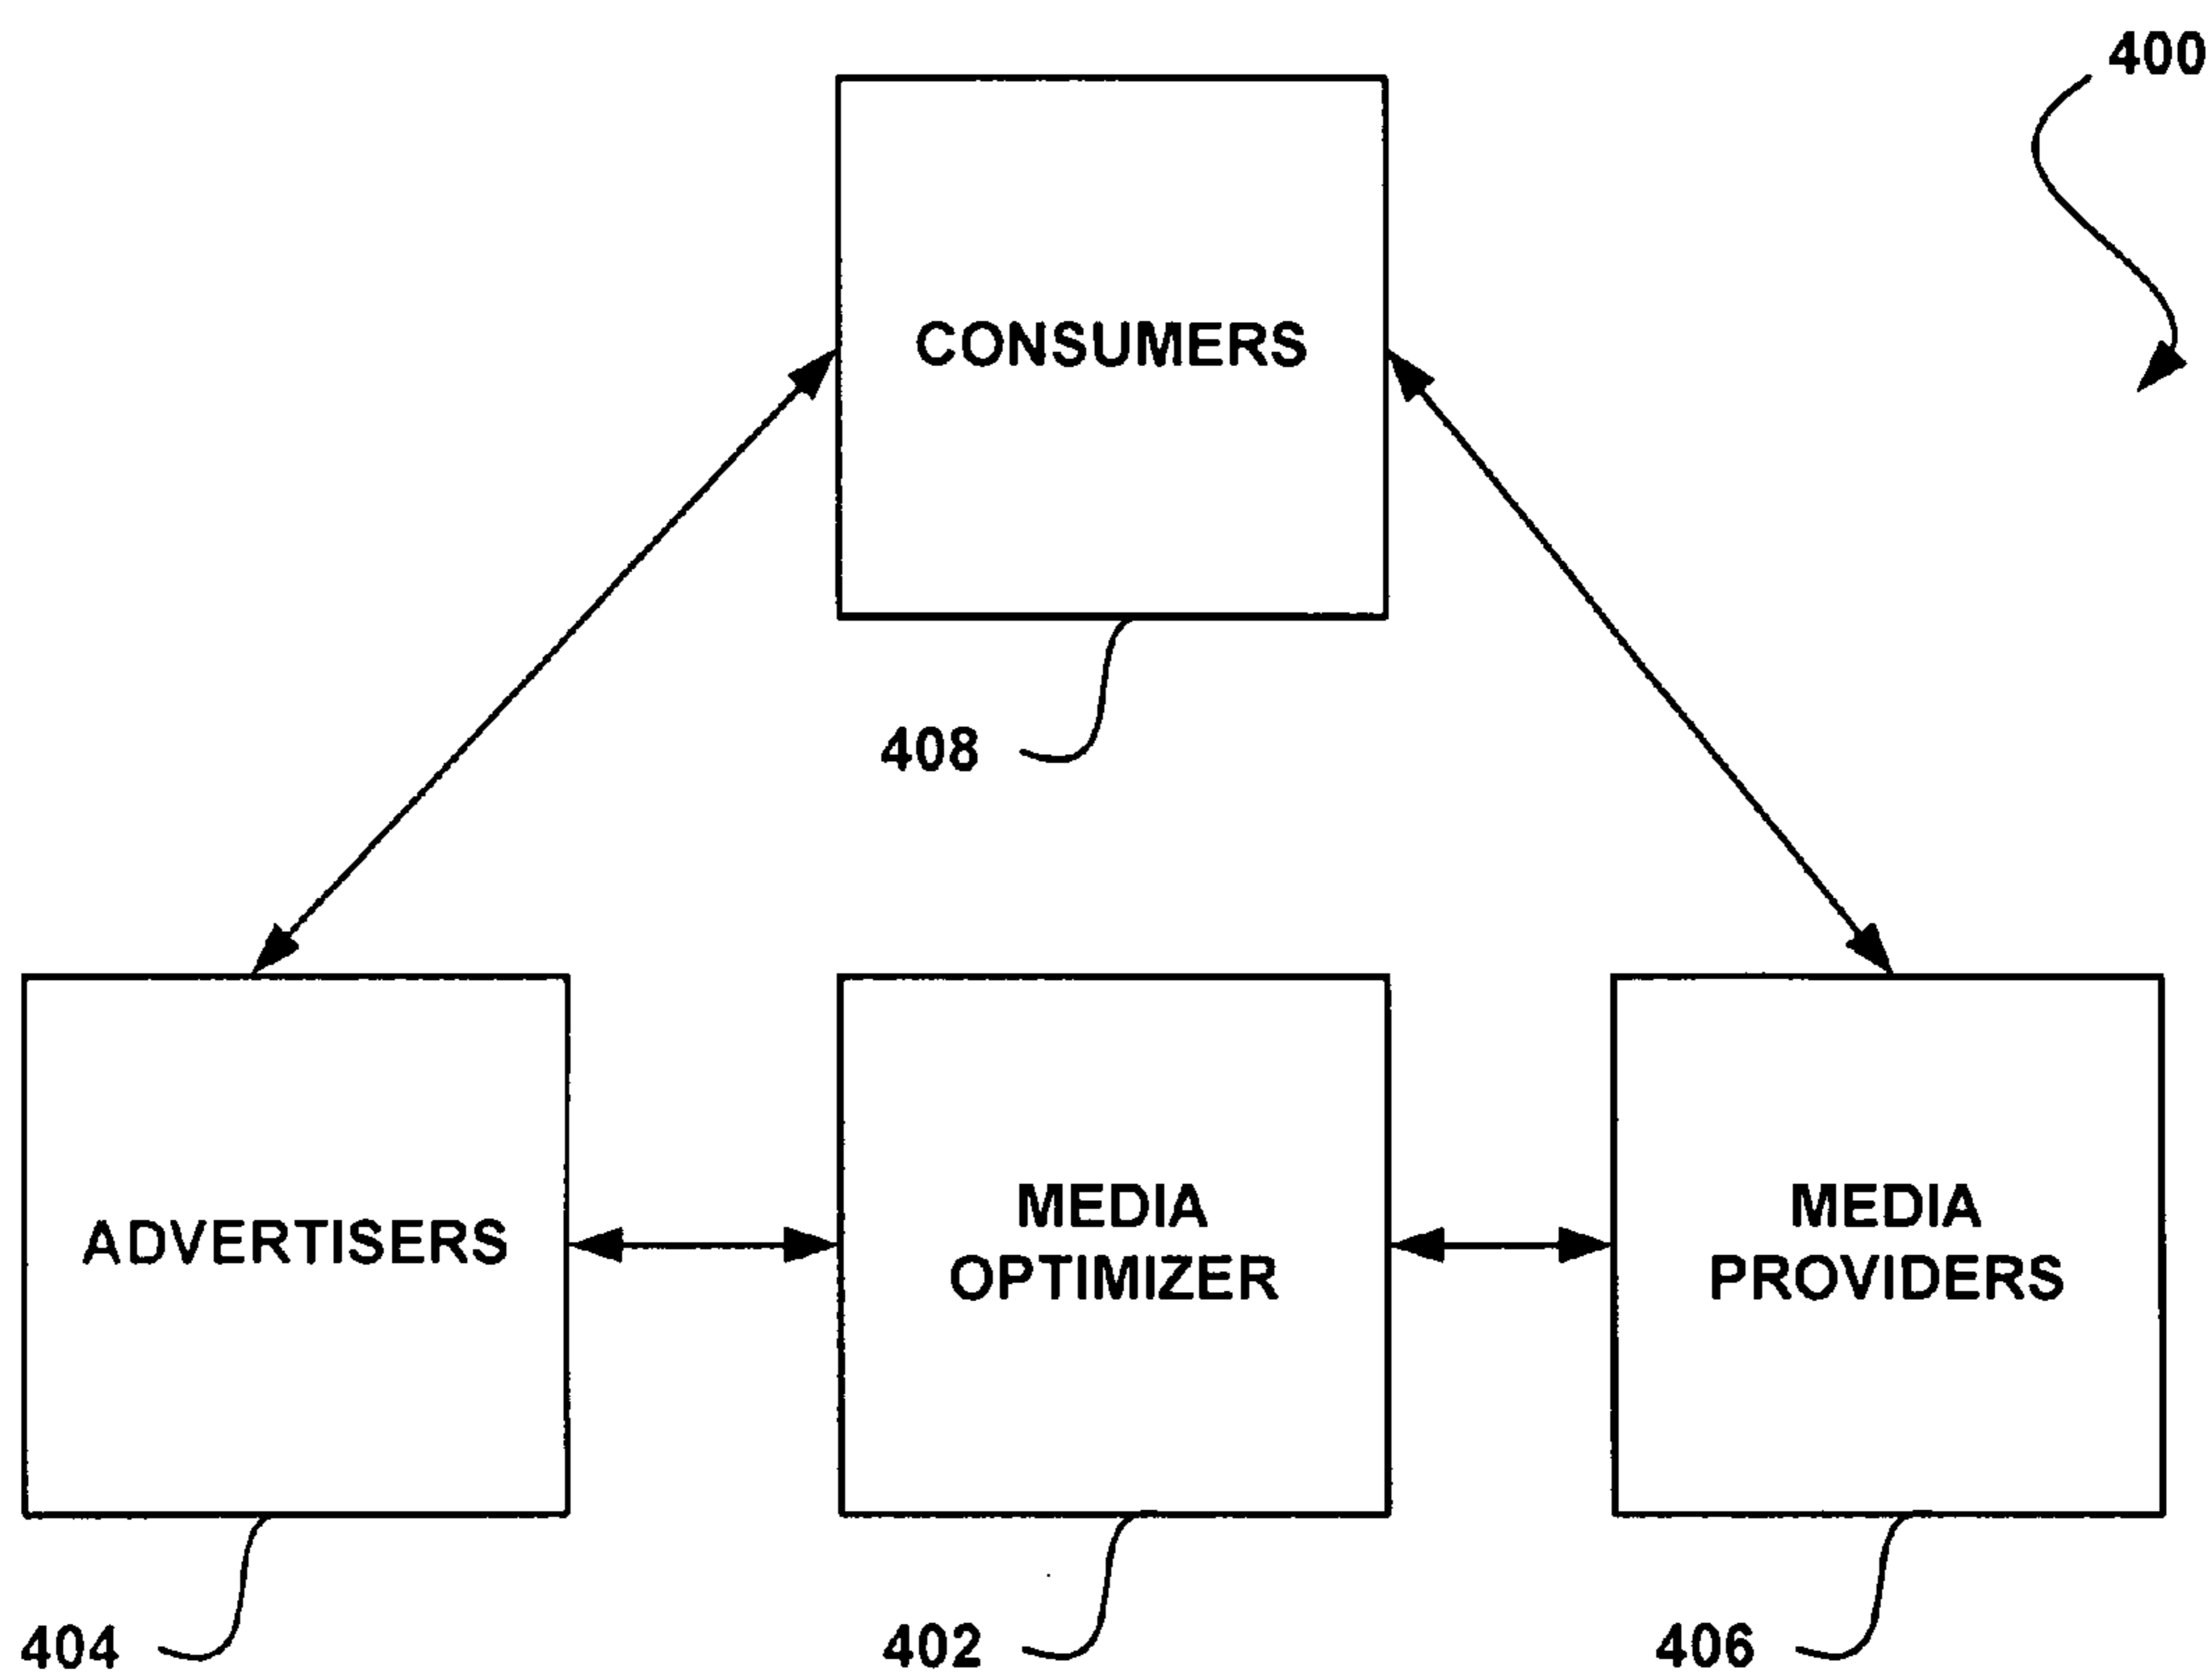 400
CONSUMERS
408
ADVERTISERS
MEDIA
OPTIMIZER
MEDIA
PROVIDERS
404
402
406